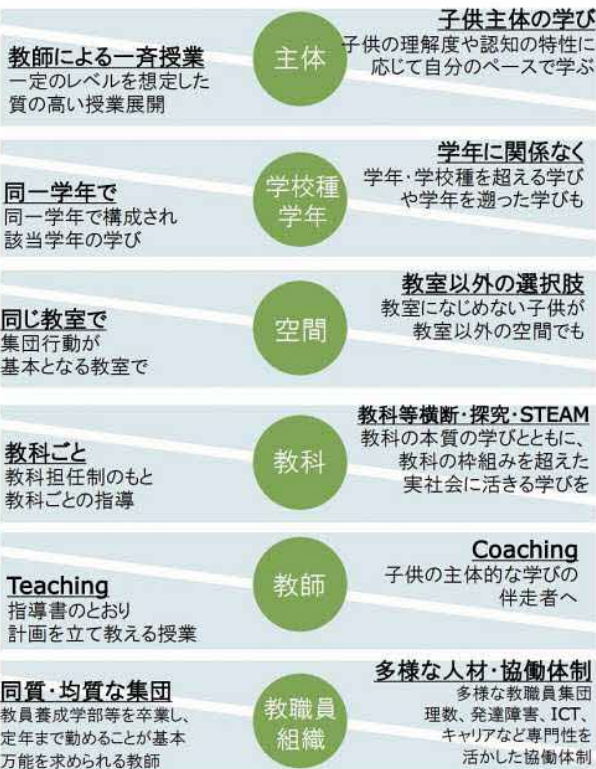 教師による一斉授業
一定のレベルを想定した
質の高い授業展開
主体
子供主体の学び
子供の理解度や認知の特性に
応じて自分のペースで学ぶ
同一学年で
同一学年で構成され
該当学年の学び
学校種
学年
学年に関係なく
学年・学校種を超える学び
や学年を遡った学びも
同じ教室で
集団行動が
基本となる教室で
空間
教室以外の選択肢
教室になじめない子供が
教室以外の空間でも
教科ごと
教科担任制のもと
教科ごとの指導
教科
教科等横断・探究・STEAM
教科の本質の学びとともに、
教科の枠組みを超えた
実社会に活きる学びを
Teaching
指導書のとおり
計画を立て教える授業
教師
Coaching
子供の主体的な学びの
伴走者へ
同質・均質な集団
教員養成学部等を卒業し、
定年まで勤めることが基本
万能を求められる教師
教職員
組織
多様な人材・協働体制
多様な教職員集団
理数、発達障害、ICT、
キャリアなど専門性を
活かした協働体制